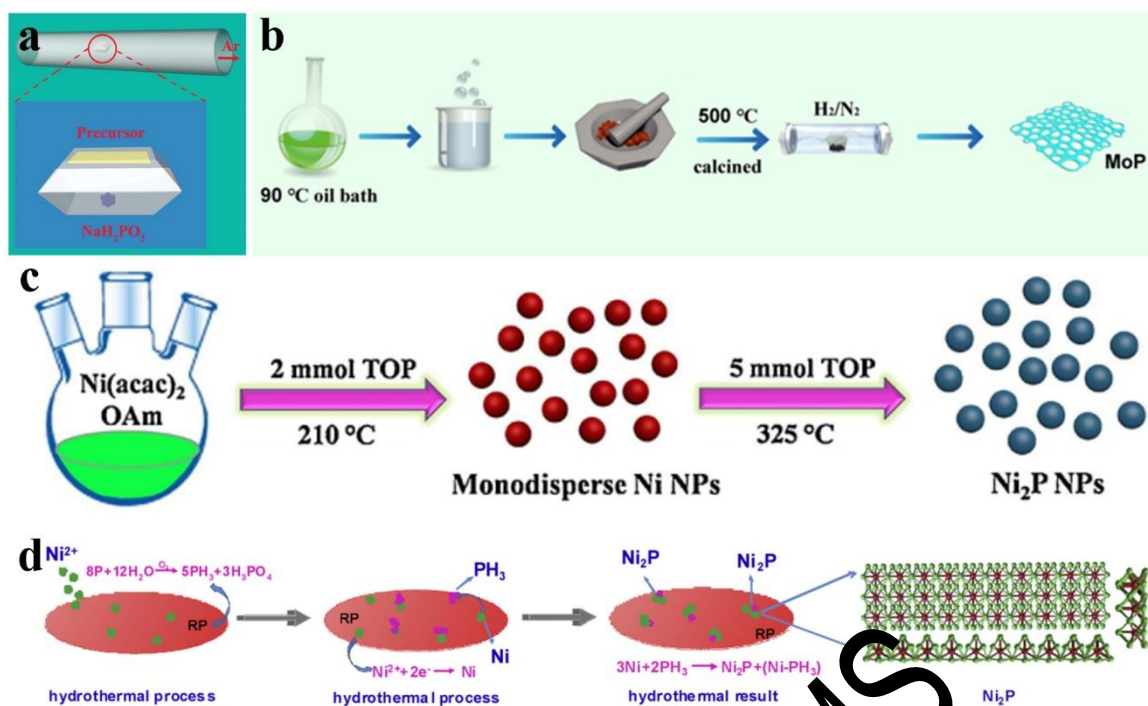 a
Ar
Precursor
NaH₂PO₂
b
90 °C oil bath
500 °C
calcined
H₂/N₂
MoP
c
Ni(acac)₂
OAm
2 mmol TOP
210 °C
Monodisperse Ni NPs
5 mmol TOP
325 °C
Ni₂P NPs
d
Ni²⁺
8P+12H₂O O₂→ 5PH₃+3H₃PO₄
RP
hydrothermal process
PH₃
RP
Ni
Ni²⁺+2e⁻ → Ni
hydrothermal process
Ni₂P
Ni₂P
RP
3Ni+2PH₃ → Ni₂P+(Ni-PH₃)
hydrothermal result
Ni₂P